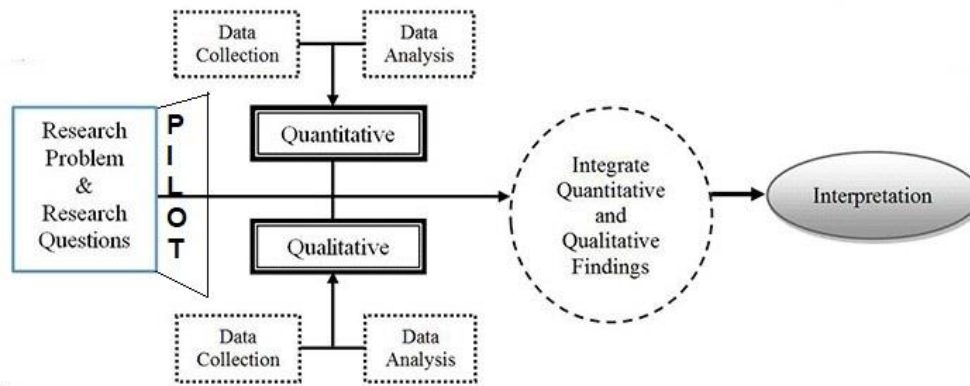 Data
Collection
Data
Analysis
Research
Problem
&
Research
Questions
PILOT
Quantitative
Qualitative
Integrate
Quantitative
and
Qualitative
Findings
Interpretation
Data
Collection
Data
Analysis